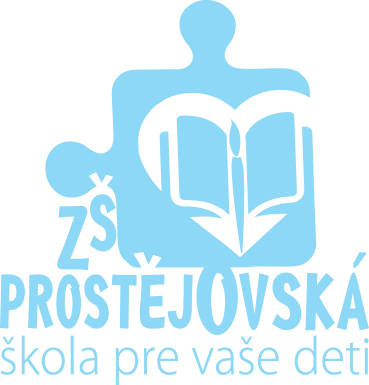 ZŠ
PROSTĚJOVSKÁ
škola pre vaše deti